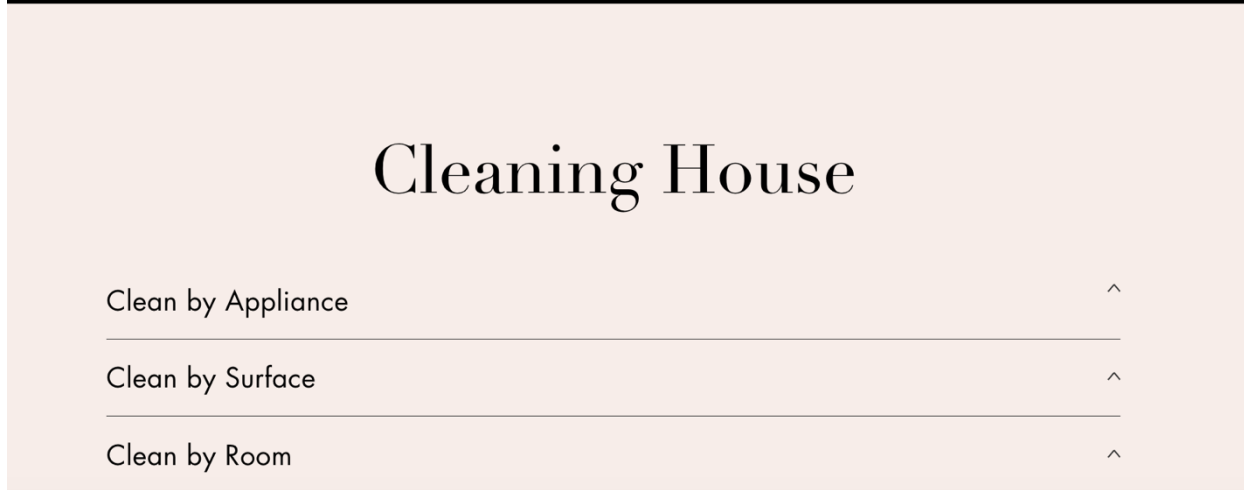 Cleaning House
Clean by Appliance
Clean by Surface
Clean by Room